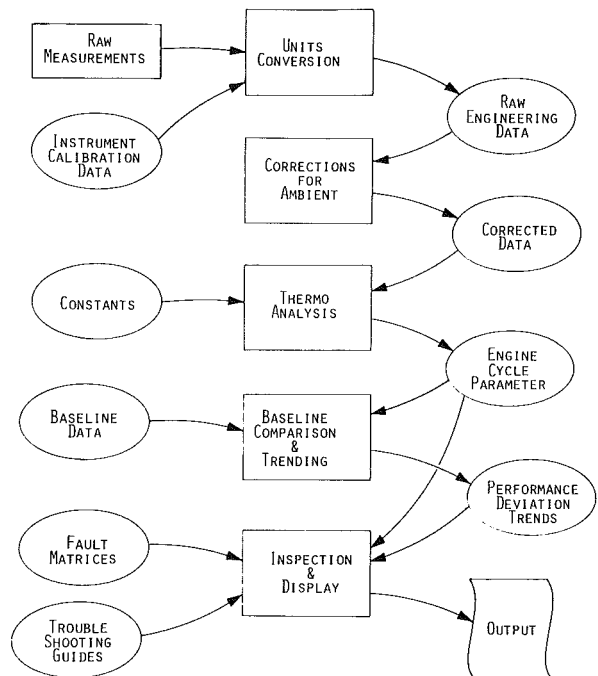 RAW
MEASUREMENTS
UNITS
CONVERSION
RAW
ENGINEERING
DATA
INSTRUMENT
CALIBRATION
DATA
CORRECTIONS
FOR
AMBIENT
CORRECTED
DATA
CONSTANTS
THERMO
ANALYSIS
ENGINE
CYCLE
PARAMETER
BASELINE
DATA
BASELINE
COMPARISON
&
TRENDING
PERFORMANCE
DEVIATION
TRENDS
FAULT
MATRICES
INSPECTION
&
DISPLAY
TROUBLE
SHOOTING
GUIDES
OUTPUT